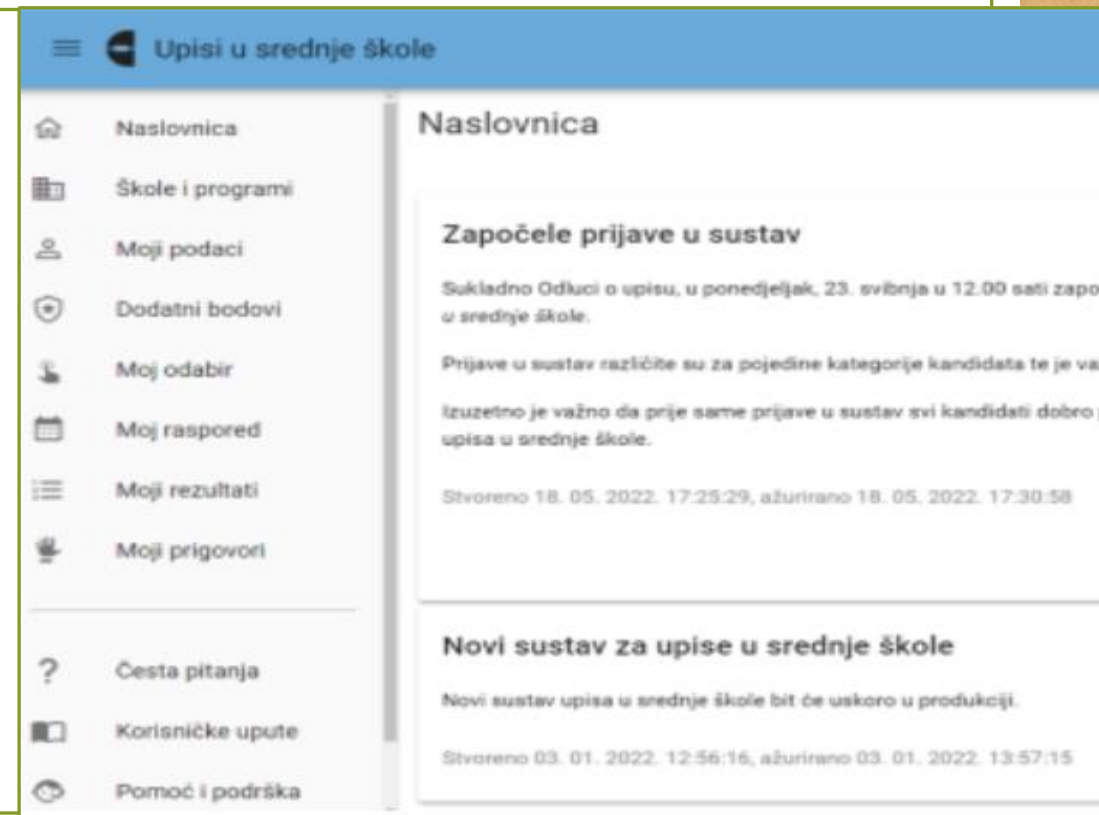 Upisi u srednje škole
Naslovnica
Škole i programi
Moji podaci
Dodatni bodovi
Moj odabir
Moj raspored
Moji rezultati
Moji prigovori
Česta pitanja
Korisničke upute
Pomoć i podrška
Naslovnica
Započele prijave u sustav
Sukladno Odluci o upisu, u ponedjeljak, 23. svibnja u 12.00 sati zapo
u srednje škole.
Prijave u sustav različite su za pojedine kategorije kandidata te je va
Izuzetno je važno da prije same prijave u sustav svi kandidati dobro
upisa u srednje škole.
Stvoreno 18. 05. 2022. 17:25:29, ažurirano 18. 05. 2022. 17:30:58
Novi sustav za upise u srednje škole
Novi sustav upisa u srednje škole bit će uskoro u produkciji.
Stvoreno 03. 01. 2022. 12:56:16, ažurirano 03. 01. 2022. 13:57:15